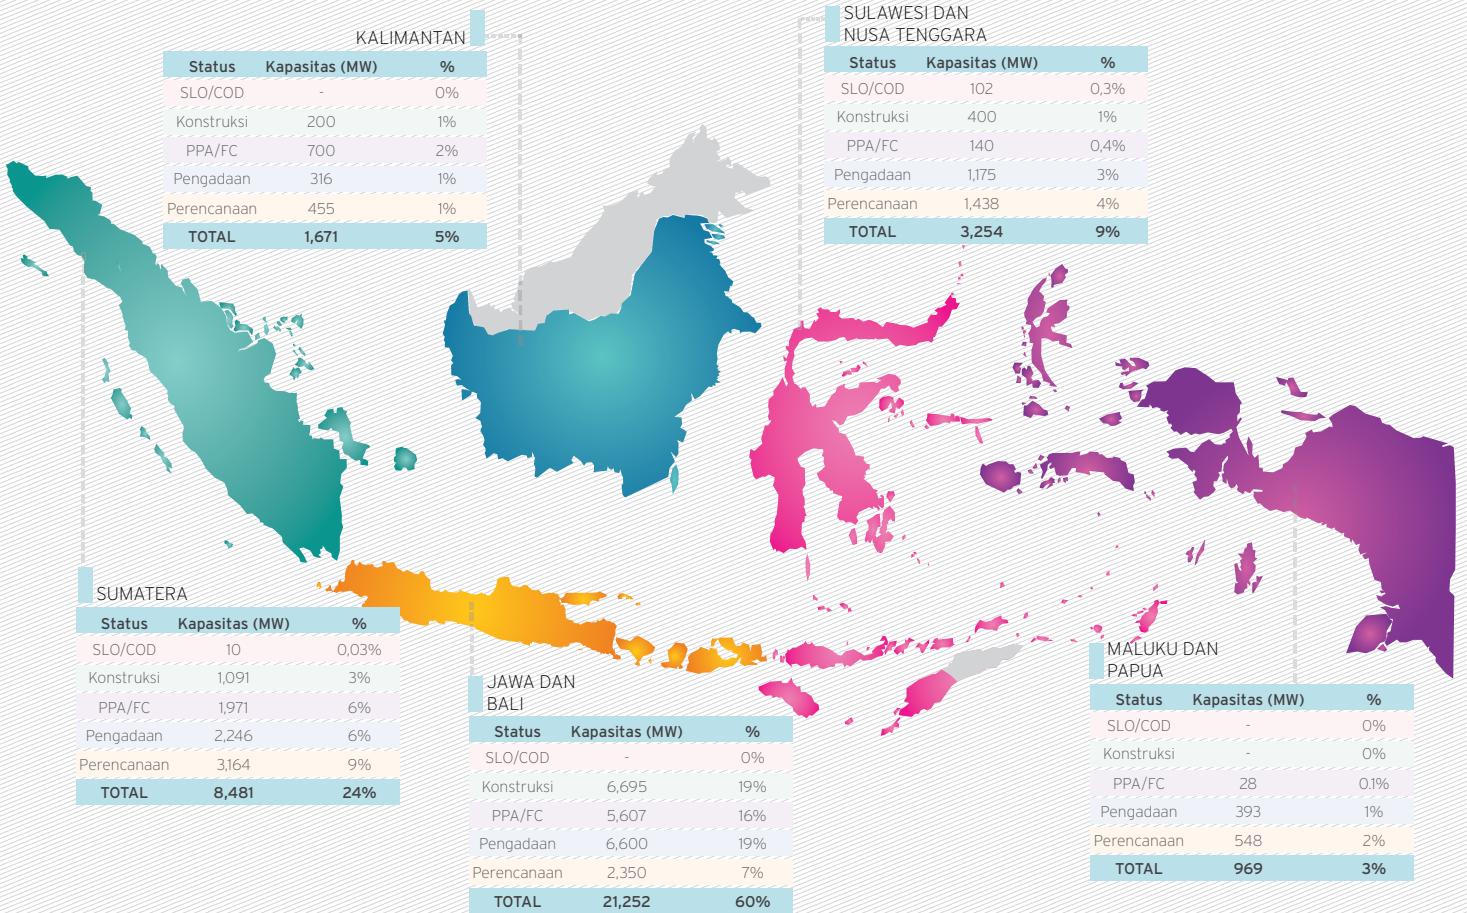 KALIMANTAN
Status Kapasitas (MW) %
SLO/COD - 0%
Konstruksi 200 1%
PPA/FC 700 2%
Pengadaan 316 1%
Perencanaan 455 1%
TOTAL 1,671 5%
SULAWESI DAN
NUSA TENGGARA
Status Kapasitas (MW) %
SLO/COD 102 0,3%
Konstruksi 400 1%
PPA/FC 140 0,4%
Pengadaan 1,175 3%
Perencanaan 1,438 4%
TOTAL 3,254 9%
SUMATERA
Status Kapasitas (MW) %
SLO/COD 10 0,03%
Konstruksi 1,091 3%
PPA/FC 1,971 6%
Pengadaan 2,246 6%
Perencanaan 3,164 9%
TOTAL 8,481 24%
JAWA DAN
BALI
Status Kapasitas (MW) %
SLO/COD - 0%
Konstruksi 6,695 19%
PPA/FC 5,607 16%
Pengadaan 6,600 19%
Perencanaan 2,350 7%
TOTAL 21,252 60%
MALUKU DAN
PAPUA
Status Kapasitas (MW) %
SLO/COD - 0%
Konstruksi - 0%
PPA/FC 28 0.1%
Pengadaan 393 1%
Perencanaan 548 2%
TOTAL 969 3%